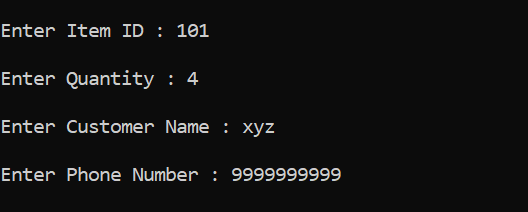 Enter Item ID : 101
Enter Quantity : 4
Enter Customer Name : xyz
Enter Phone Number : 9999999999